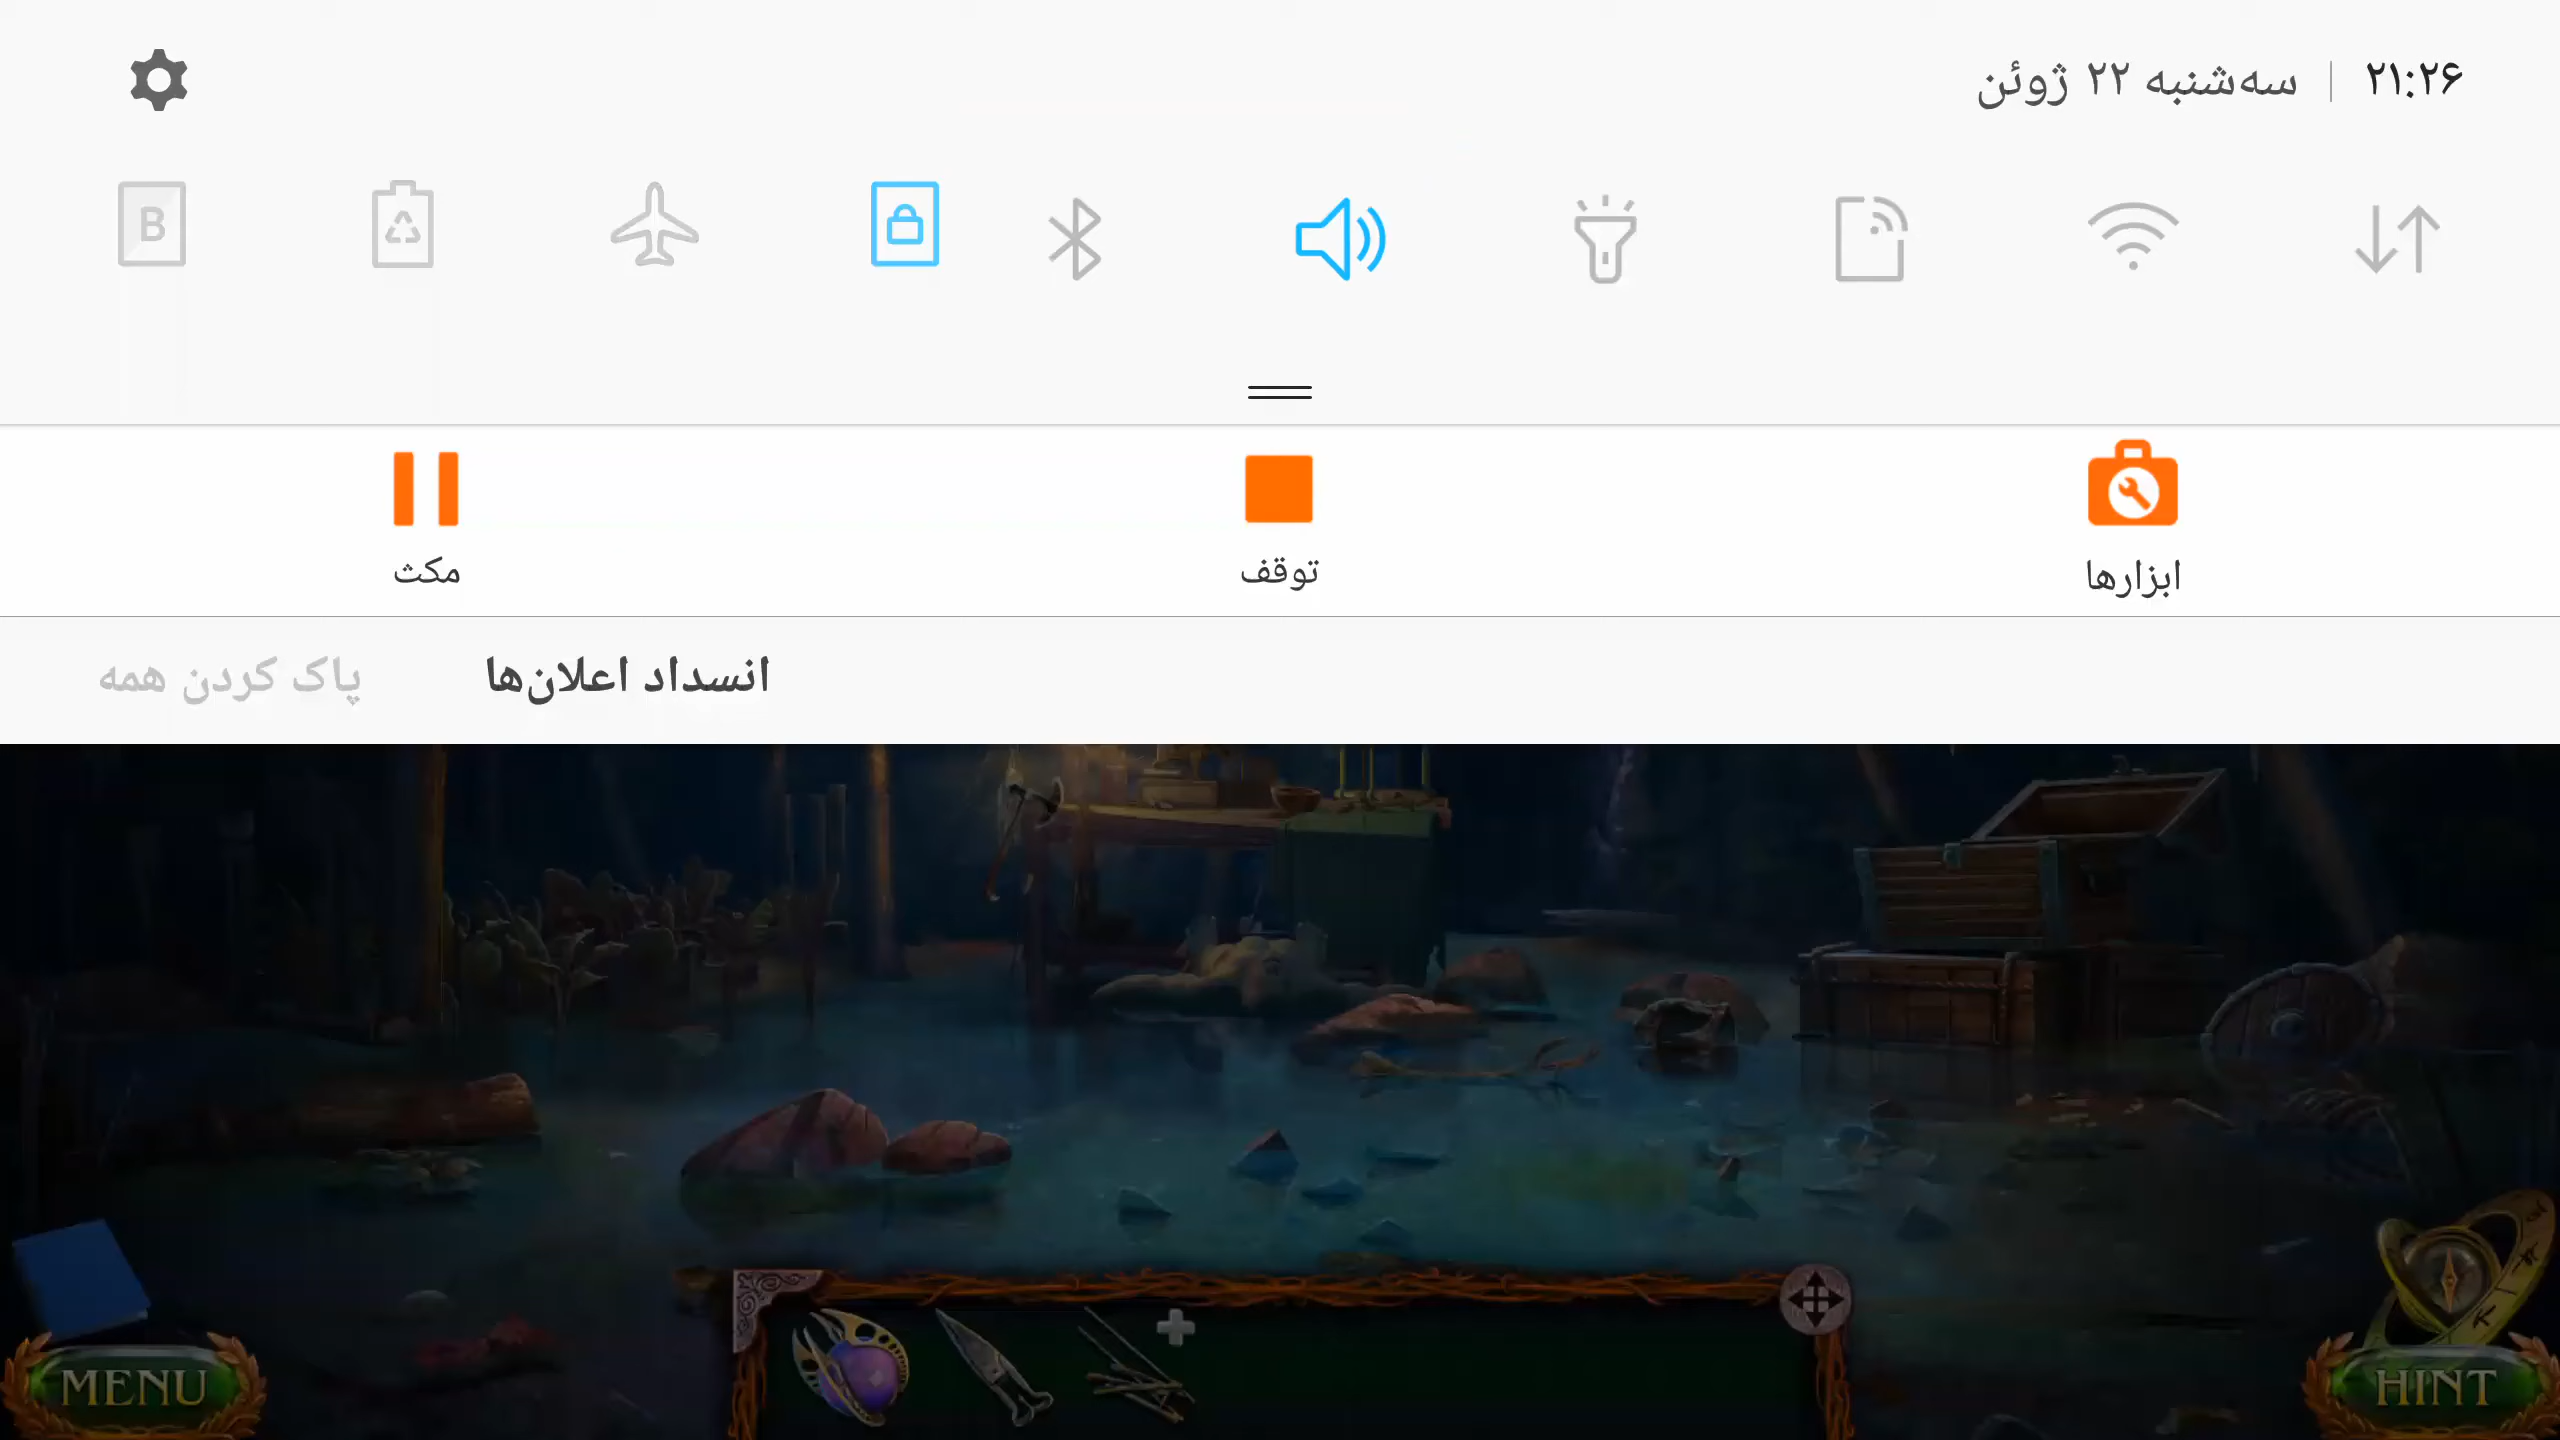 ۲۱:۲۶ | سه‌شنبه ۲۲ ژوئن
B
ابزارها
توقف
مکث
انسداد اعلان‌ها
پاک کردن همه
MENU
HINT